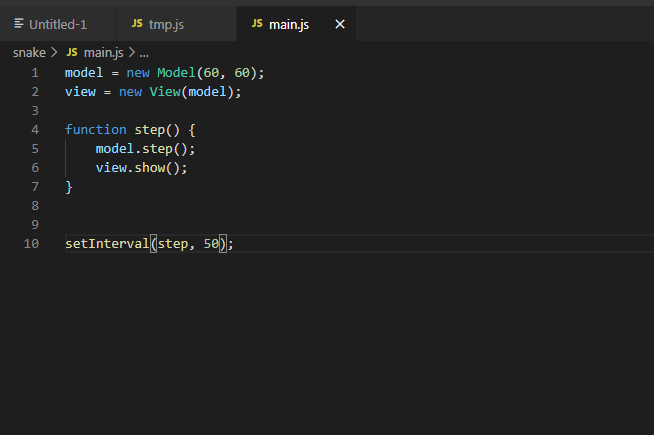 Untitled-1 JS tmp.js JS main.js ×
snake > JS main.js > ...
1 model = new Model(60, 60);
2 view = new View(model);
3
4 function step() {
5     model.step();
6     view.show();
7 }
8
9
10 setInterval(step, 50);